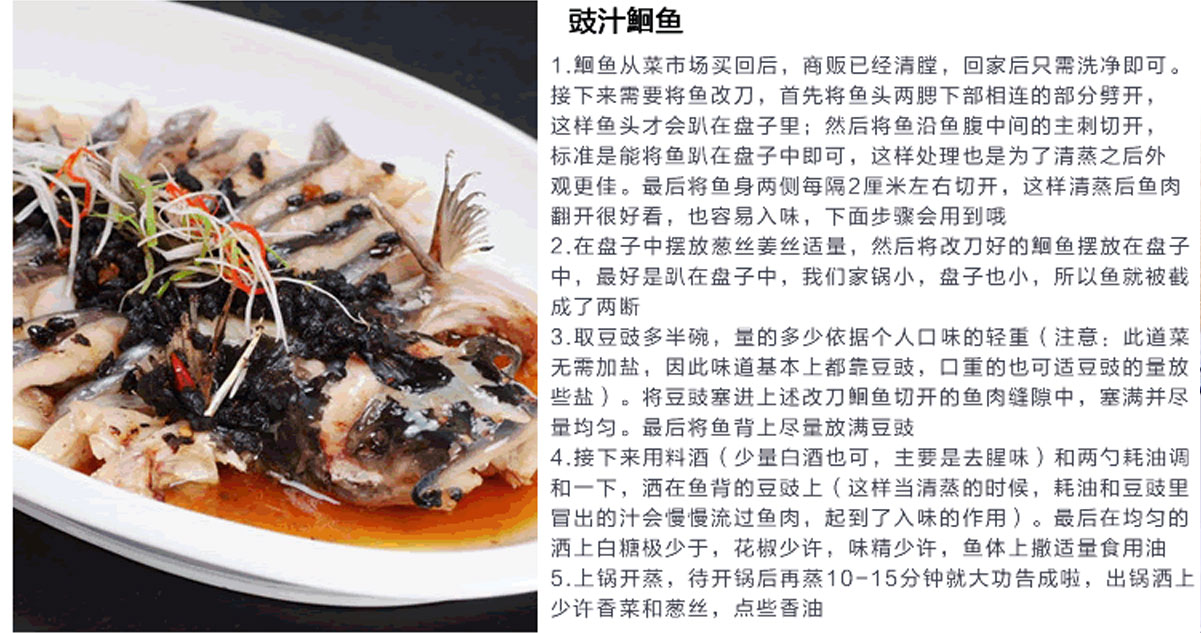 豉汁鮰鱼
1.鮰鱼从菜市场买回后，商贩已经清膛，回家后只需洗净即可。
接下来需要将鱼改刀，首先将鱼头两腮下部相连的部分劈开，
这样鱼头才会趴在盘子里；然后将鱼沿鱼腹中间的主刺切开，
标准是能将鱼趴在盘子中即可，这样处理也是为了清蒸之后外
观更佳。最后将鱼身两侧每隔2厘米左右切开，这样清蒸后鱼肉
翻开很好看，也容易入味，下面步骤会用到哦
2.在盘子中摆放葱丝姜丝适量，然后将改刀好的鮰鱼摆放在盘子
中，最好是趴在盘子中，我们家锅小，盘子也小，所以鱼就被截
成了两断
3.取豆豉多半碗，量的多少依据个人口味的轻重（注意：此道菜
无需加盐，因此味道基本上都靠豆豉，口重的也可适豆豉的量放
些盐）。将豆豉塞进上述改刀鮰鱼切开的鱼肉缝隙中，塞满并尽
量均匀。最后将鱼背上尽量放满豆豉
4.接下来用料酒（少量白酒也可，主要是去腥味）和两勺耗油调
和一下，洒在鱼背的豆豉上（这样当清蒸的时候，耗油和豆豉里
冒出的汁会慢慢流过鱼肉，起到了入味的作用）。最后在均匀的
洒上白糖极少于，花椒少许，味精少许，鱼体上撒适量食用油
5.上锅开蒸，待开锅后再蒸10-15分钟就大功告成啦，出锅洒上
少许香菜和葱丝，点些香油